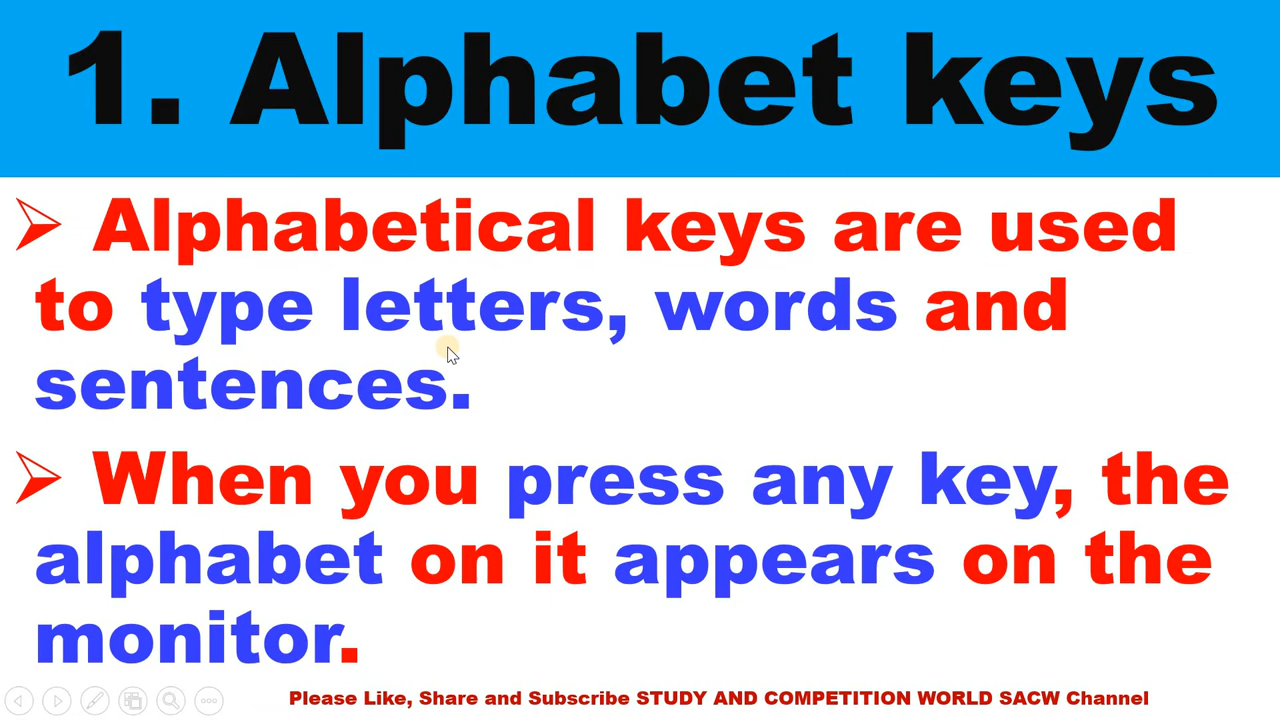 1. Alphabet keys
Alphabetical keys are used
to type letters, words and
sentences.
When you press any key, the
alphabet on it appears on the
monitor.
Please Like, Share and Subscribe STUDY AND COMPETITION WORLD SACW Channel